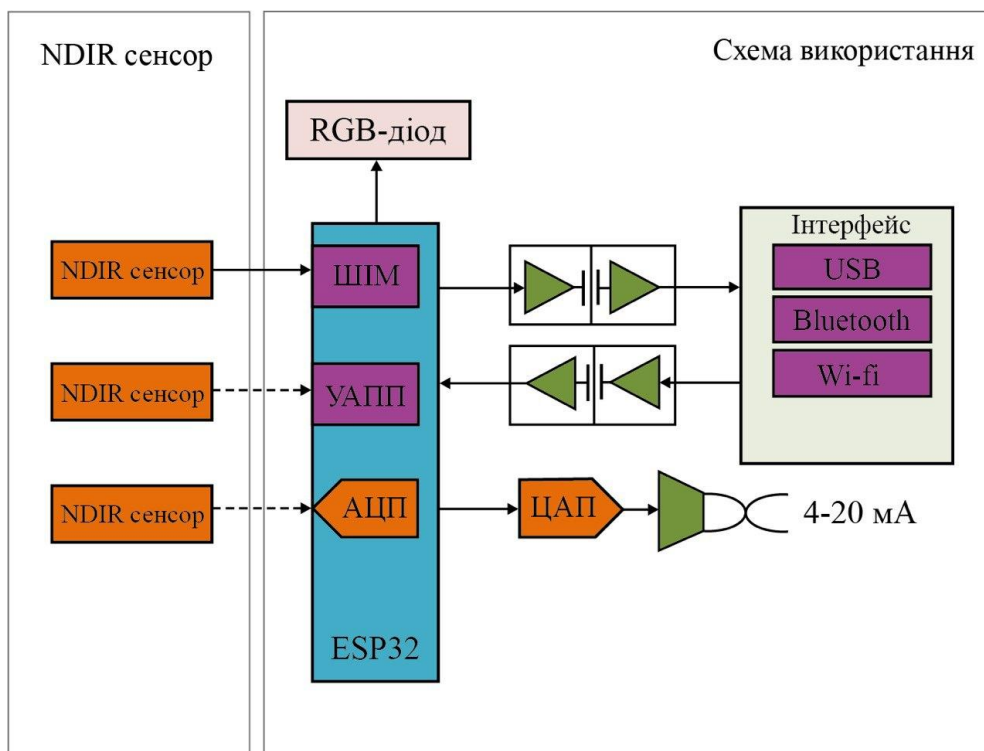 NDIR сенсор
Схема використання
RGB-діод
Інтерфейс
NDIR сенсор
ШІМ
USB
Bluetooth
NDIR сенсор
УАПП
Wi-fi
NDIR сенсор
АЦП
ЦАП
4-20 мА
ESP32